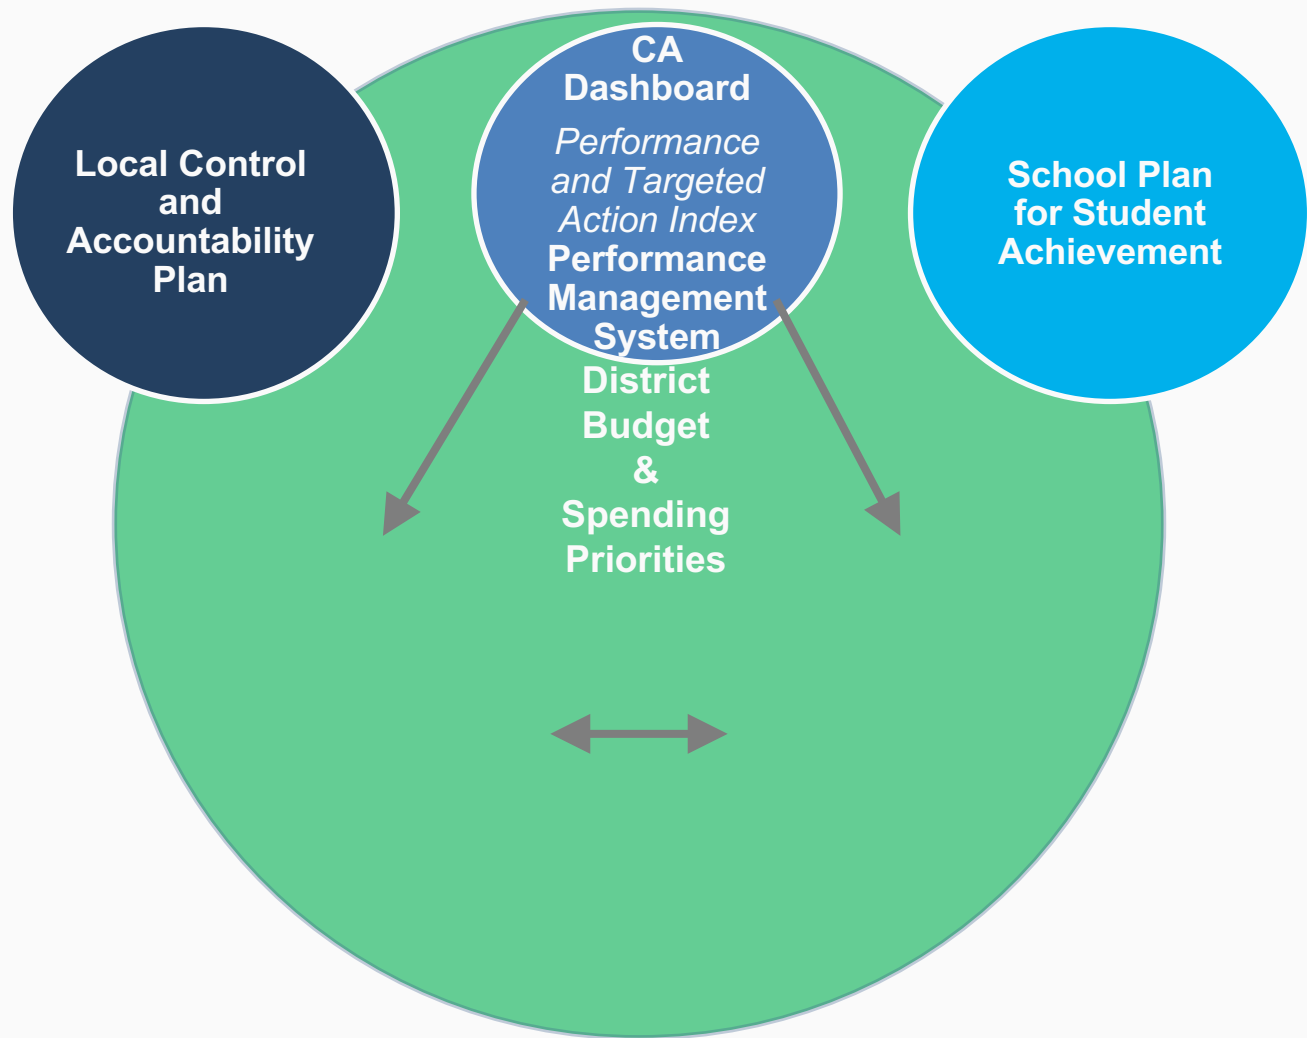 Local Control
and
Accountability
Plan
CA
Dashboard
Performance
and Targeted
Action Index
Performance
Management
System
District
Budget
&
Spending
Priorities
School Plan
for Student
Achievement